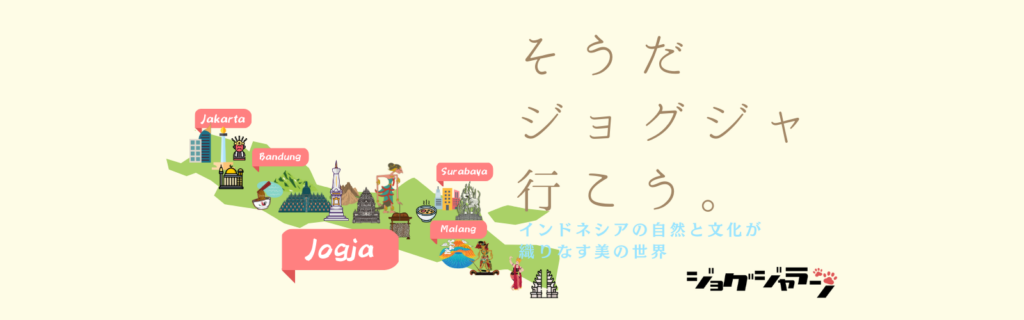 そうだ
ジョグジャ
行こう。
インドネシアの自然と文化が
織りなす美の世界
Jakarta
Bandung
Surabaya
Jogja
Malang
ジョグジャラン